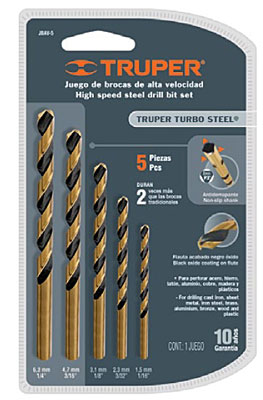 JBAV-5
TRUPER®
Juego de brocas de alta velocidad
High speed steel drill bit set
TRUPER TURBO STEEL®
5 Piezas
Pcs
DURAN
2 veces más
que las brocas
tradicionales
Antiderrapante
Non-slip shank
Flauta acabado negro óxido
Black oxide coating on flute
• Para perforar acero, hierro,
latón, aluminio, cobre, madera y
plásticos
• For drilling cast iron, sheet
metal, iron steel, brass,
aluminium, bronze, wood and
plastic
6,3 mm
1/4"
4,7 mm
3/16"
3,1 mm
1/8"
2,3 mm
3/32"
1,5 mm
1/16"
CONT.: 1 JUEGO
10 años
Garantía